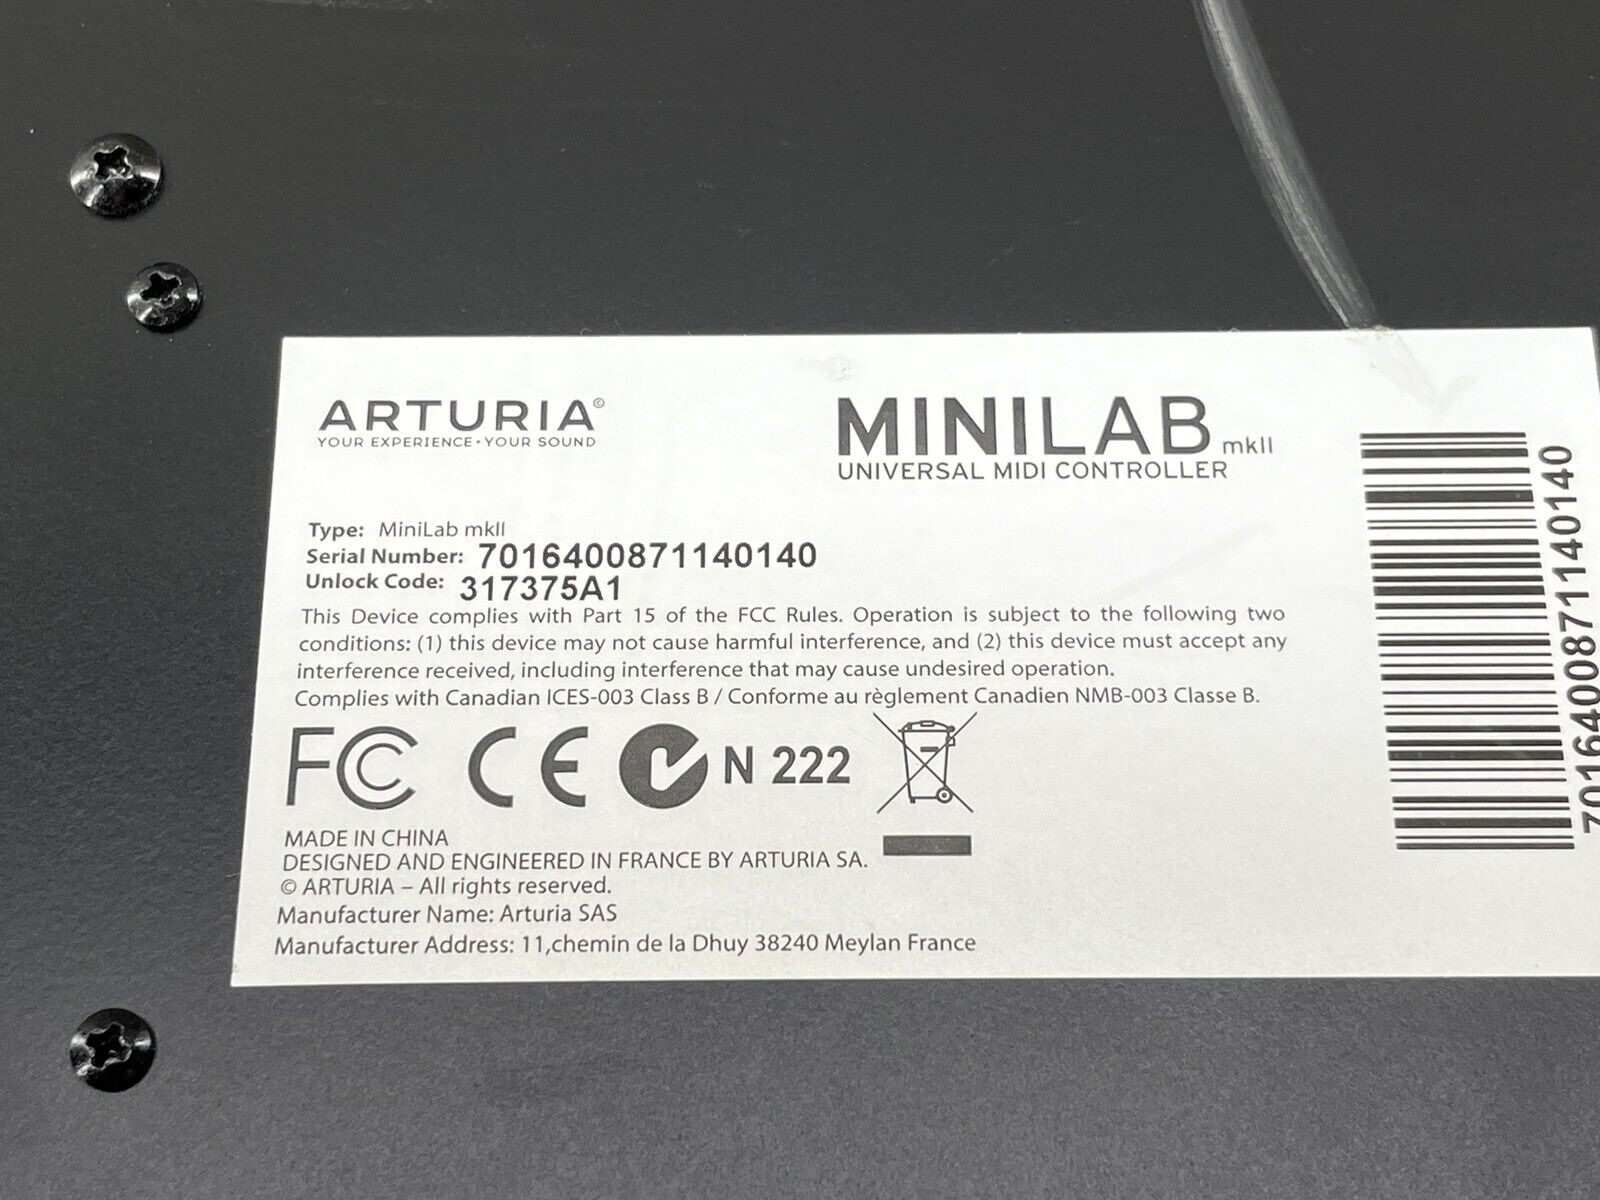 ARTURIA©
YOUR EXPERIENCE • YOUR SOUND
MINILAB mkII
UNIVERSAL MIDI CONTROLLER
Type: MiniLab mkII
Serial Number: 7016400871140140
Unlock Code: 317375A1
This Device complies with Part 15 of the FCC Rules. Operation is subject to the following two
conditions: (1) this device may not cause harmful interference, and (2) this device must accept any
interference received, including interference that may cause undesired operation.
Complies with Canadian ICES-003 Class B / Conforme au règlement Canadien NMB-003 Classe B.
FC CE N 222
MADE IN CHINA
DESIGNED AND ENGINEERED IN FRANCE BY ARTURIA SA.
© ARTURIA – All rights reserved.
Manufacturer Name: Arturia SAS
Manufacturer Address: 11,chemin de la Dhuy 38240 Meylan France
7016400871140140